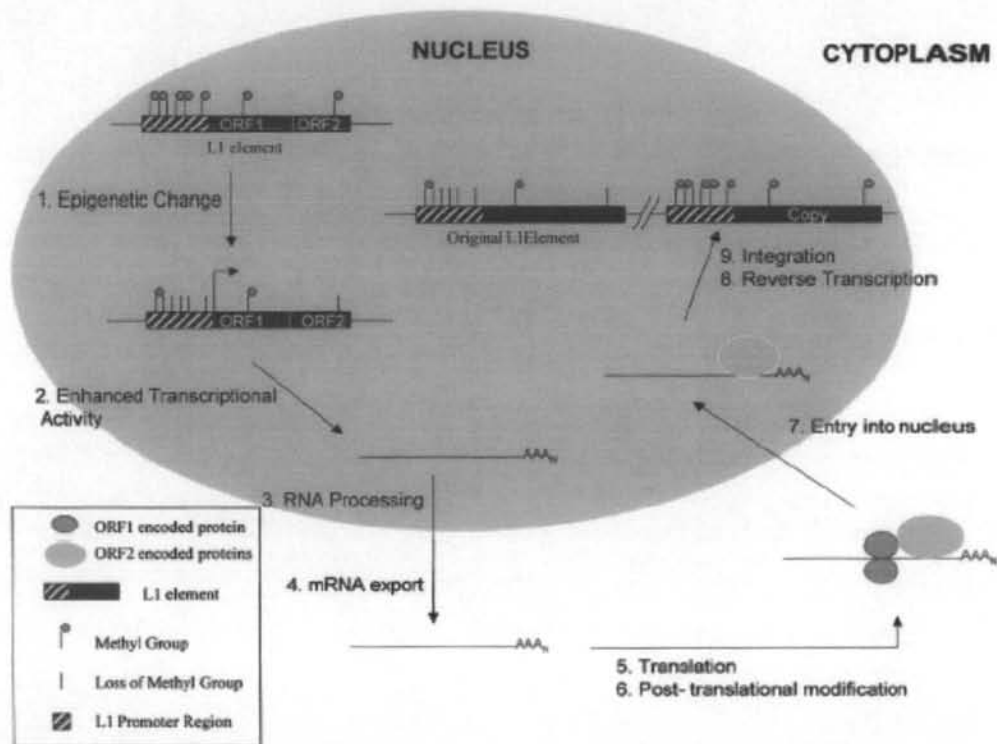 NUCLEUS
CYTOPLASM
ORF1 ORF2
L1 element
1. Epigenetic Change
Original L1Element
Copy
9. Integration
8. Reverse Transcription
ORF1 ORF2
2. Enhanced Transcriptional
Activity
AAAN
7. Entry into nucleus
AAAN
3. RNA Processing
ORF1 encoded protein
ORF2 encoded proteins
AAAN
4. mRNA export
L1 element
Methyl Group
AAAN
5. Translation
6. Post- translational modification
Loss of Methyl Group
L1 Promoter Region